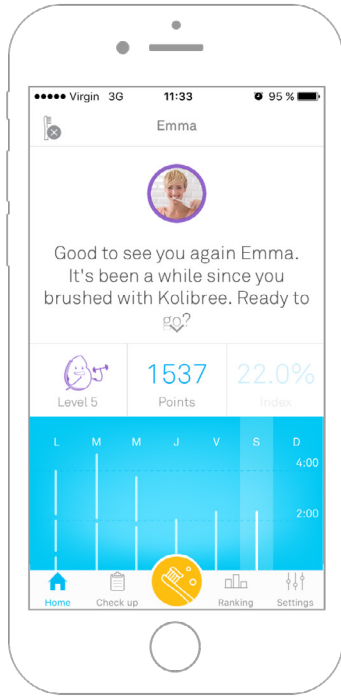 Virgin 3G 11:33 95 %
Emma
Good to see you again Emma.
It's been a while since you
brushed with Kolibree. Ready to
go?
1537 22.0%
Level 5 Points Index
L M M J V S D
4:00
2:00
Home Check up Ranking Settings